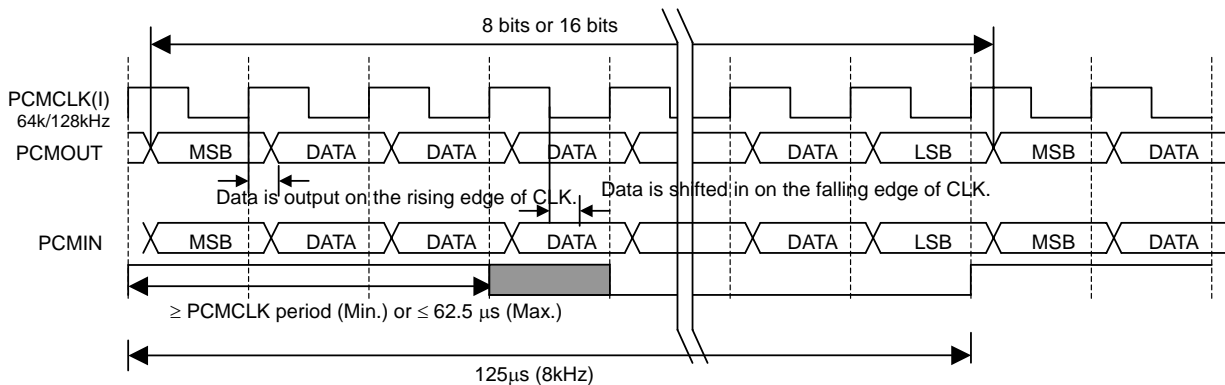 8 bits or 16 bits
PCMCLK(I)
64k/128kHz
PCMOUT
MSB DATA DATA DATA DATA LSB MSB DATA
Data is output on the rising edge of CLK. Data is shifted in on the falling edge of CLK.
PCMIN
MSB DATA DATA DATA DATA LSB MSB DATA
≥ PCMCLK period (Min.) or ≤ 62.5 μs (Max.)
125μs (8kHz)